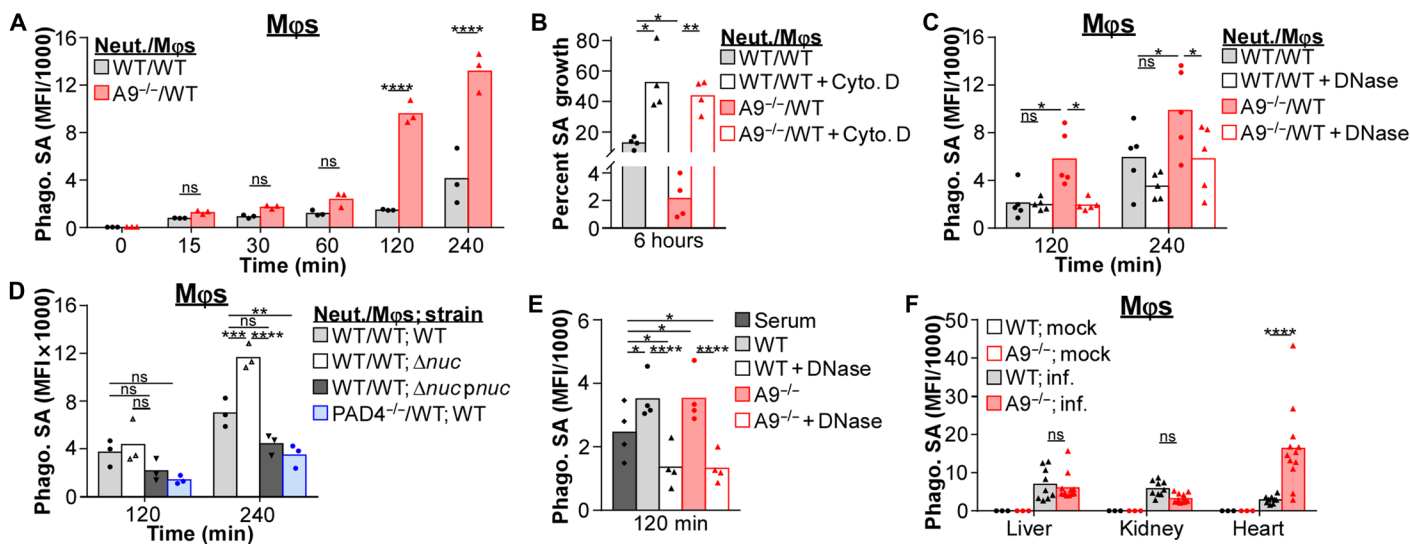 A
Mφs
Phago. SA (MFI/1000)
16
12
8
4
0
Neut./Mφs
WT/WT
A9⁻/⁻/WT
ns
ns
ns
****
****
0 15 30 60 120 240
Time (min)
B
Percent SA growth
80
60
40
20
4
2
0
*
*
**
6 hours
Neut./Mφs
WT/WT
WT/WT + Cyto. D
A9⁻/⁻/WT
A9⁻/⁻/WT + Cyto. D
C
Mφs
Phago. SA (MFI/1000)
16
12
8
4
0
*
ns
*
*
ns
*
120 240
Time (min)
Neut./Mφs
WT/WT
WT/WT + DNase
A9⁻/⁻/WT
A9⁻/⁻/WT + DNase
D
Mφs
Phago. SA (MFI×1000)
16
12
8
4
0
ns
ns
ns
**
ns
*** ****
120 240
Time (min)
Neut./Mφs; strain
WT/WT; WT
WT/WT; Δnuc
WT/WT; Δnucpnuc
PAD4⁻/⁻/WT; WT
E
Phago. SA (MFI/1000)
6
4
2
0
*
*
*
* **** ****
120 min
Serum
WT
WT + DNase
A9⁻/⁻
A9⁻/⁻ + DNase
F
Mφs
Phago. SA (MFI/1000)
50
40
30
20
10
0
WT; mock
A9⁻/⁻; mock
WT; inf.
A9⁻/⁻; inf.
ns
ns
****
Liver Kidney Heart